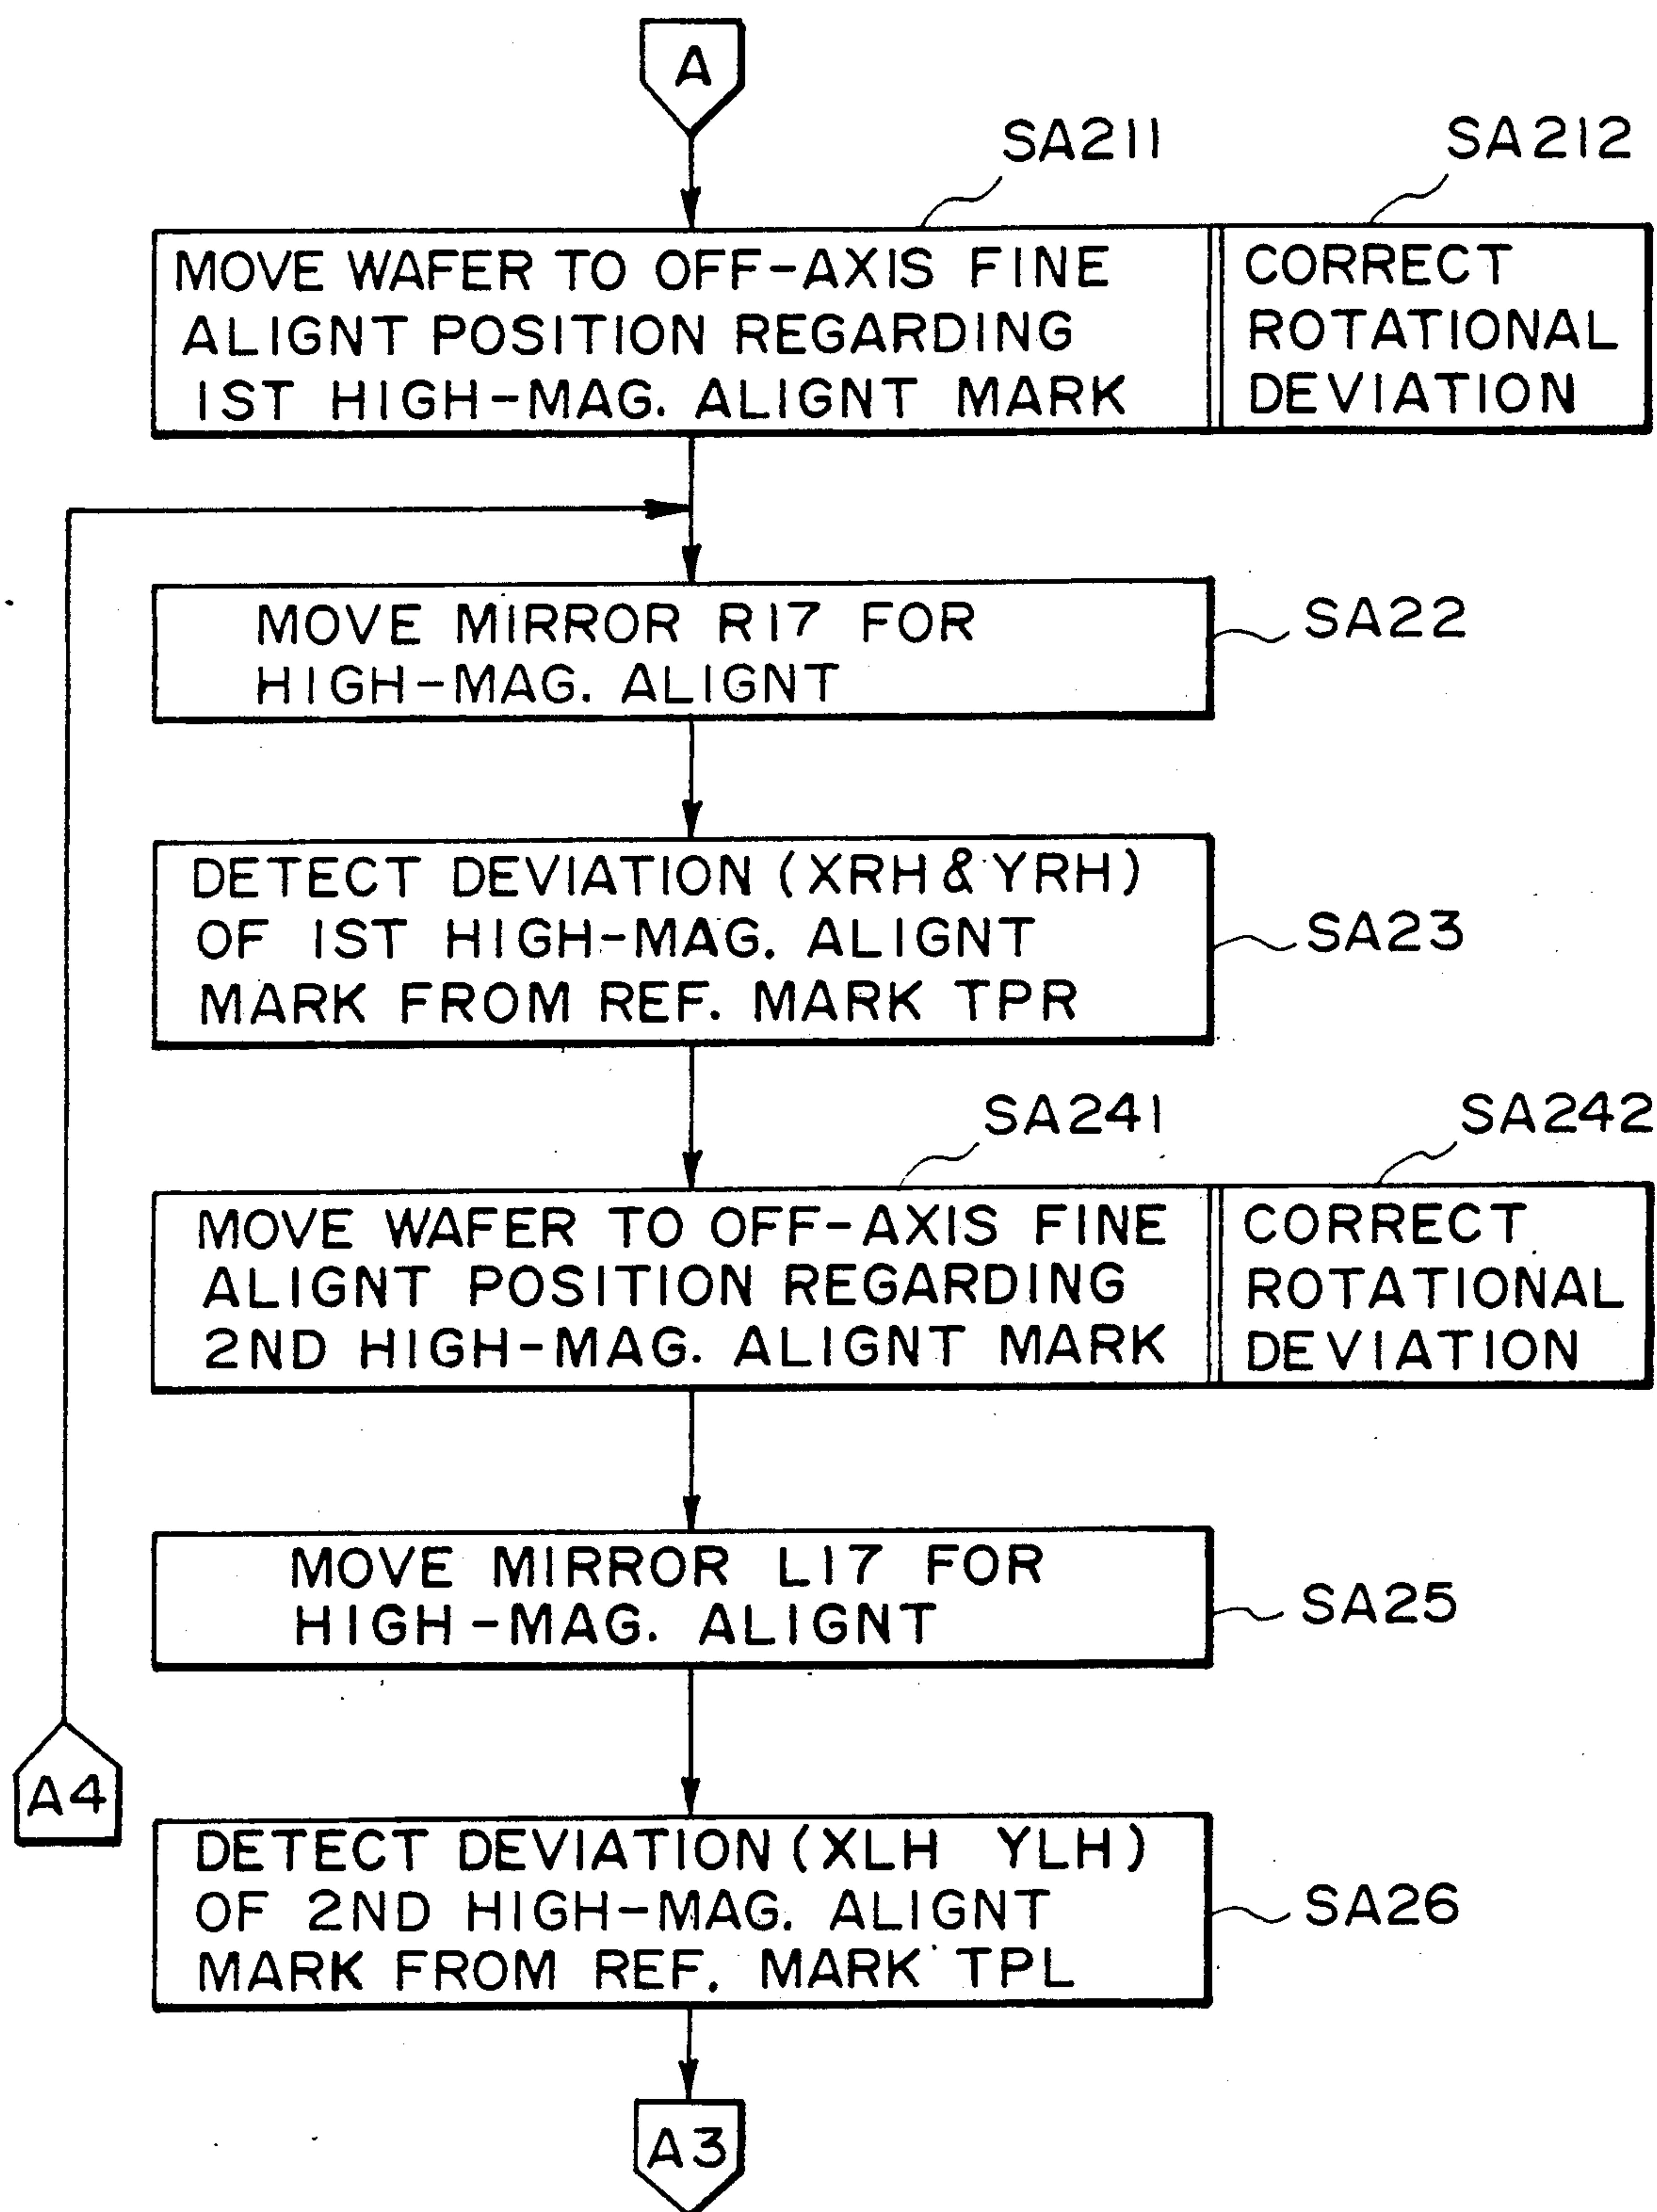 A
SA211
SA212
MOVE WAFER TO OFF-AXIS FINE
ALIGNT POSITION REGARDING
1ST HIGH-MAG. ALIGNT MARK
CORRECT
ROTATIONAL
DEVIATION
MOVE MIRROR R17 FOR
HIGH-MAG. ALIGNT
SA22
DETECT DEVIATION (XRH & YRH)
OF 1ST HIGH-MAG. ALIGNT
MARK FROM REF. MARK TPR
SA23
SA241
SA242
MOVE WAFER TO OFF-AXIS FINE
ALIGNT POSITION REGARDING
2ND HIGH-MAG. ALIGNT MARK
CORRECT
ROTATIONAL
DEVIATION
MOVE MIRROR L17 FOR
HIGH-MAG. ALIGNT
SA25
A4
DETECT DEVIATION (XLH YLH)
OF 2ND HIGH-MAG. ALIGNT
MARK FROM REF. MARK TPL
SA26
A3